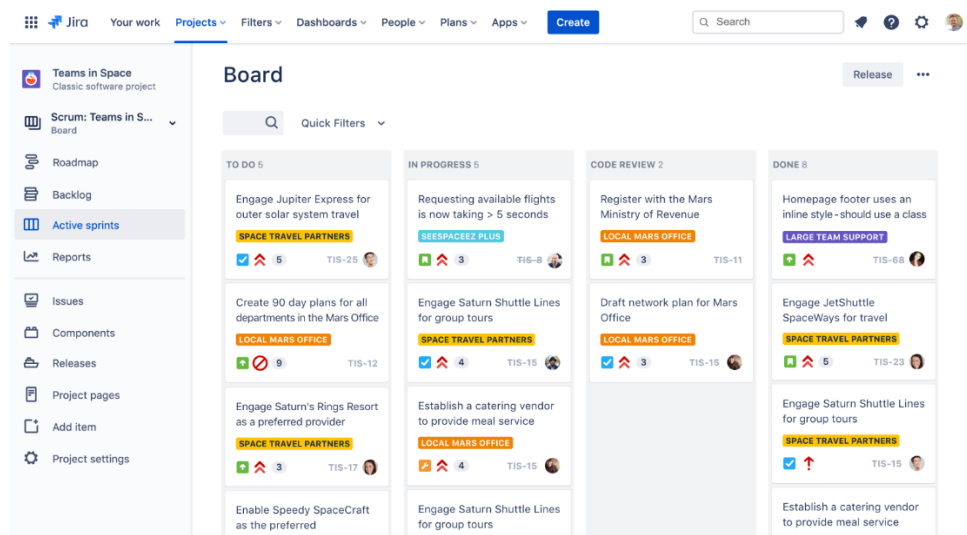 Jira
Your work
Projects
Filters
Dashboards
People
Plans
Apps
Create
Search
Teams in Space
Classic software project
Scrum: Teams in S...
Board
Roadmap
Backlog
Active sprints
Reports
Issues
Components
Releases
Project pages
Add item
Project settings
Board
Release
Quick Filters
TO DO 5
Engage Jupiter Express for
outer solar system travel
SPACE TRAVEL PARTNERS
5 TIS-25
Create 90 day plans for all
departments in the Mars Office
LOCAL MARS OFFICE
9 TIS-12
Engage Saturn's Rings Resort
as a preferred provider
SPACE TRAVEL PARTNERS
3 TIS-17
Enable Speedy SpaceCraft
as the preferred
IN PROGRESS 5
Requesting available flights
is now taking > 5 seconds
SEESPACEEZ PLUS
3 TIS-8
Engage Saturn Shuttle Lines
for group tours
SPACE TRAVEL PARTNERS
4 TIS-15
Establish a catering vendor
to provide meal service
LOCAL MARS OFFICE
4 TIS-15
Engage Saturn Shuttle Lines
for group tours
CODE REVIEW 2
Register with the Mars
Ministry of Revenue
LOCAL MARS OFFICE
3 TIS-11
Draft network plan for Mars
Office
LOCAL MARS OFFICE
3 TIS-15
DONE 8
Homepage footer uses an
inline style-should use a class
LARGE TEAM SUPPORT
TIS-68
Engage JetShuttle
SpaceWays for travel
SPACE TRAVEL PARTNERS
5 TIS-23
Engage Saturn Shuttle Lines
for group tours
SPACE TRAVEL PARTNERS
TIS-15
Establish a catering vendor
to provide meal service